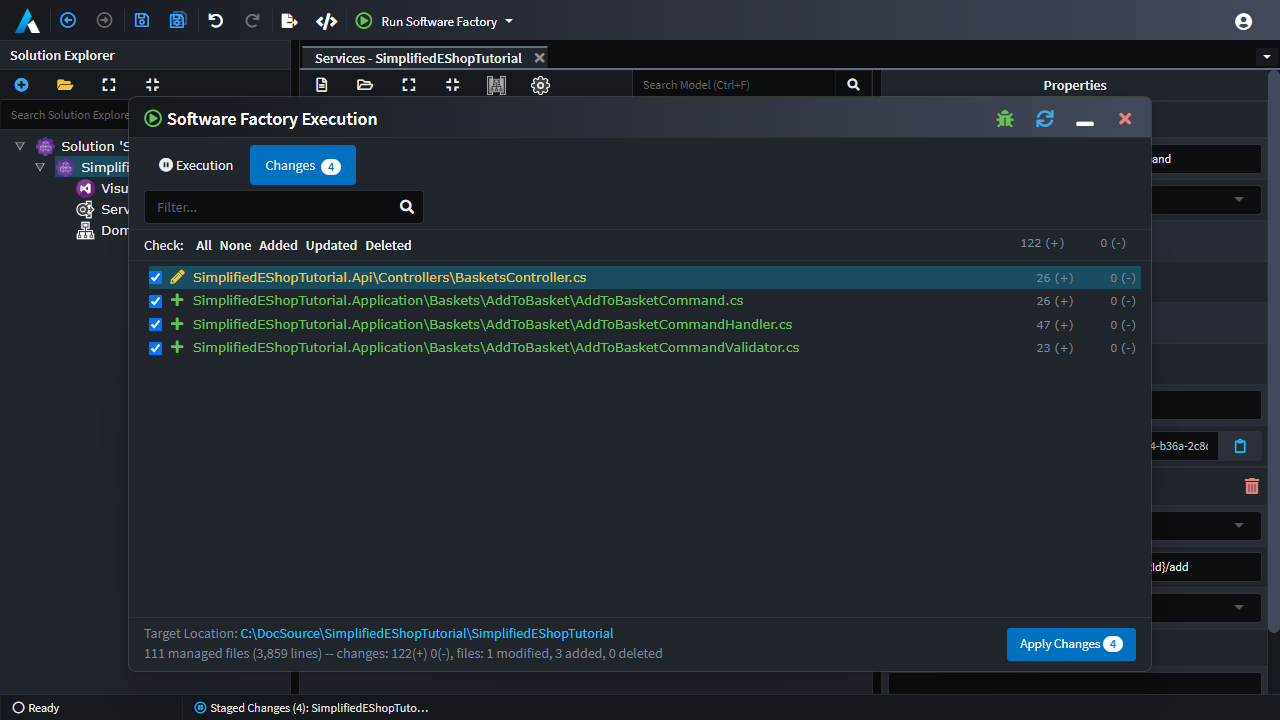 Run Software Factory
Solution Explorer
Services - SimplifiedEShopTutorial
Search Model (Ctrl+F)
Properties
Search Solution Explore
Solution 'S
Simplifi
Visu
Serv
Dom
Software Factory Execution
Execution
Changes 4
Filter...
Check: All None Added Updated Deleted 122 (+) 0 (-)
SimplifiedEShopTutorial.Api\Controllers\BasketsController.cs 26 (+) 0 (-)
SimplifiedEShopTutorial.Application\Baskets\AddToBasket\AddToBasketCommand.cs 26 (+) 0 (-)
SimplifiedEShopTutorial.Application\Baskets\AddToBasket\AddToBasketCommandHandler.cs 47 (+) 0 (-)
SimplifiedEShopTutorial.Application\Baskets\AddToBasket\AddToBasketCommandValidator.cs 23 (+) 0 (-)
Target Location: C:\DocSource\SimplifiedEShopTutorial\SimplifiedEShopTutorial
111 managed files (3,859 lines) -- changes: 122(+) 0(-), files: 1 modified, 3 added, 0 deleted
Apply Changes 4
and
4-b36a-2c8c
Id}/add
Ready
Staged Changes (4): SimplifiedEShopTuto...